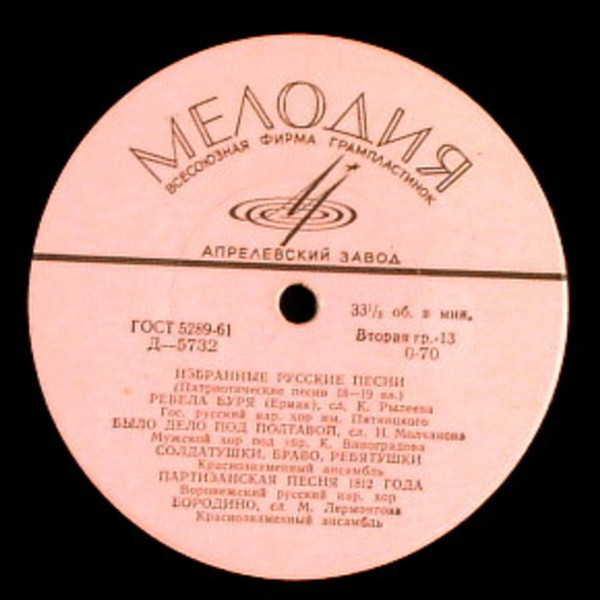 МЕЛОДИЯ
ВСЕСОЮЗНАЯ ФИРМА ГРАМПЛАСТИНОК
АПРЕЛЕВСКИЙ ЗАВОД
33⅓ об. в мин.
ГОСТ 5289-61
Вторая гр.-13
Д—5732
0-70
ИЗБРАННЫЕ РУССКИЕ ПЕСНИ
(Патриотические песни 18—19 вв.)
РЕВЕЛА БУРЯ (Ермак), сл. К. Рылеева
Гос. русский нар. хор им. Пятницкого
БЫЛО ДЕЛО ПОД ПОЛТАВОЙ, сл. И. Молчанова
Мужской хор под упр. К. Виноградова
СОЛДАТУШКИ, БРАВО, РЕБЯТУШКИ
Краснознаменный ансамбль
ПАРТИЗАНСКАЯ ПЕСНЯ 1812 ГОДА
Воронежский русский нар. хор
БОРОДИНО, сл. М. Лермонтова
Краснознаменный ансамбль